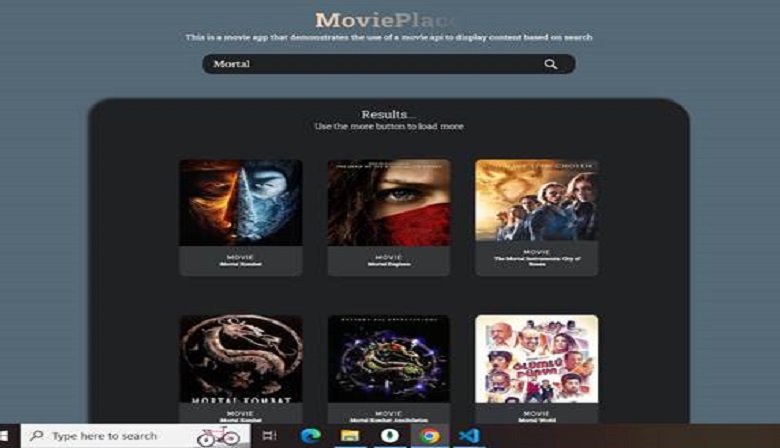 MoviePlace
This is a movie app that demonstrates the use of a movie api to display content based on search
Mortal
Results...
Use the more button to load more
MOVIE
Mortal Kombat
MOVIE
Mortal Engines
MOVIE
The Mortal Instruments: City of
Bones
MORTAL KOMBAT
MOVIE
Mortal Kombat
MOVIE
Mortal Kombat: Annihilation
ÖLÜMLÜ
DÜNYA
MOVIE
Mortal World
Type here to search